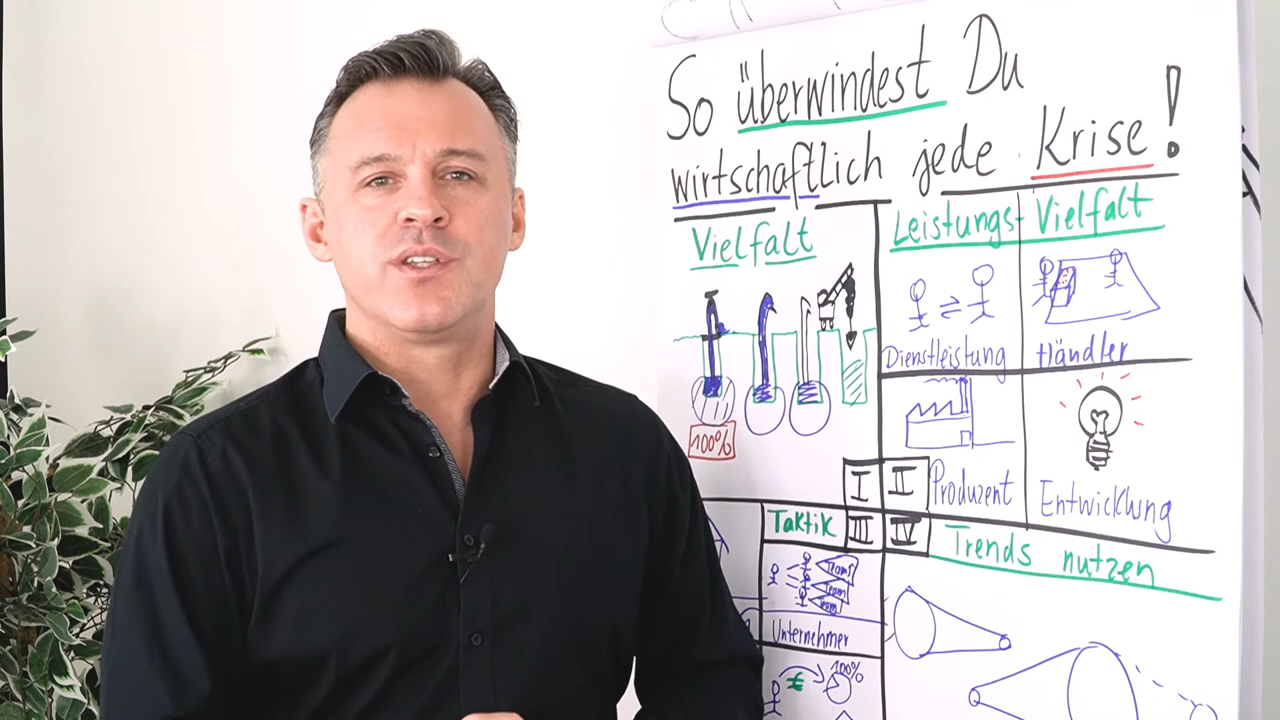 So überwindest Du
wirtschaftlich jede Krise!
Vielfalt
100%
I
Leistungs-Vielfalt
Dienstleistung
Händler
Produzent
Entwicklung
II
Taktik
III
Teams
Team
Team
Unternehmer
€
100%
IV
Trends nutzen